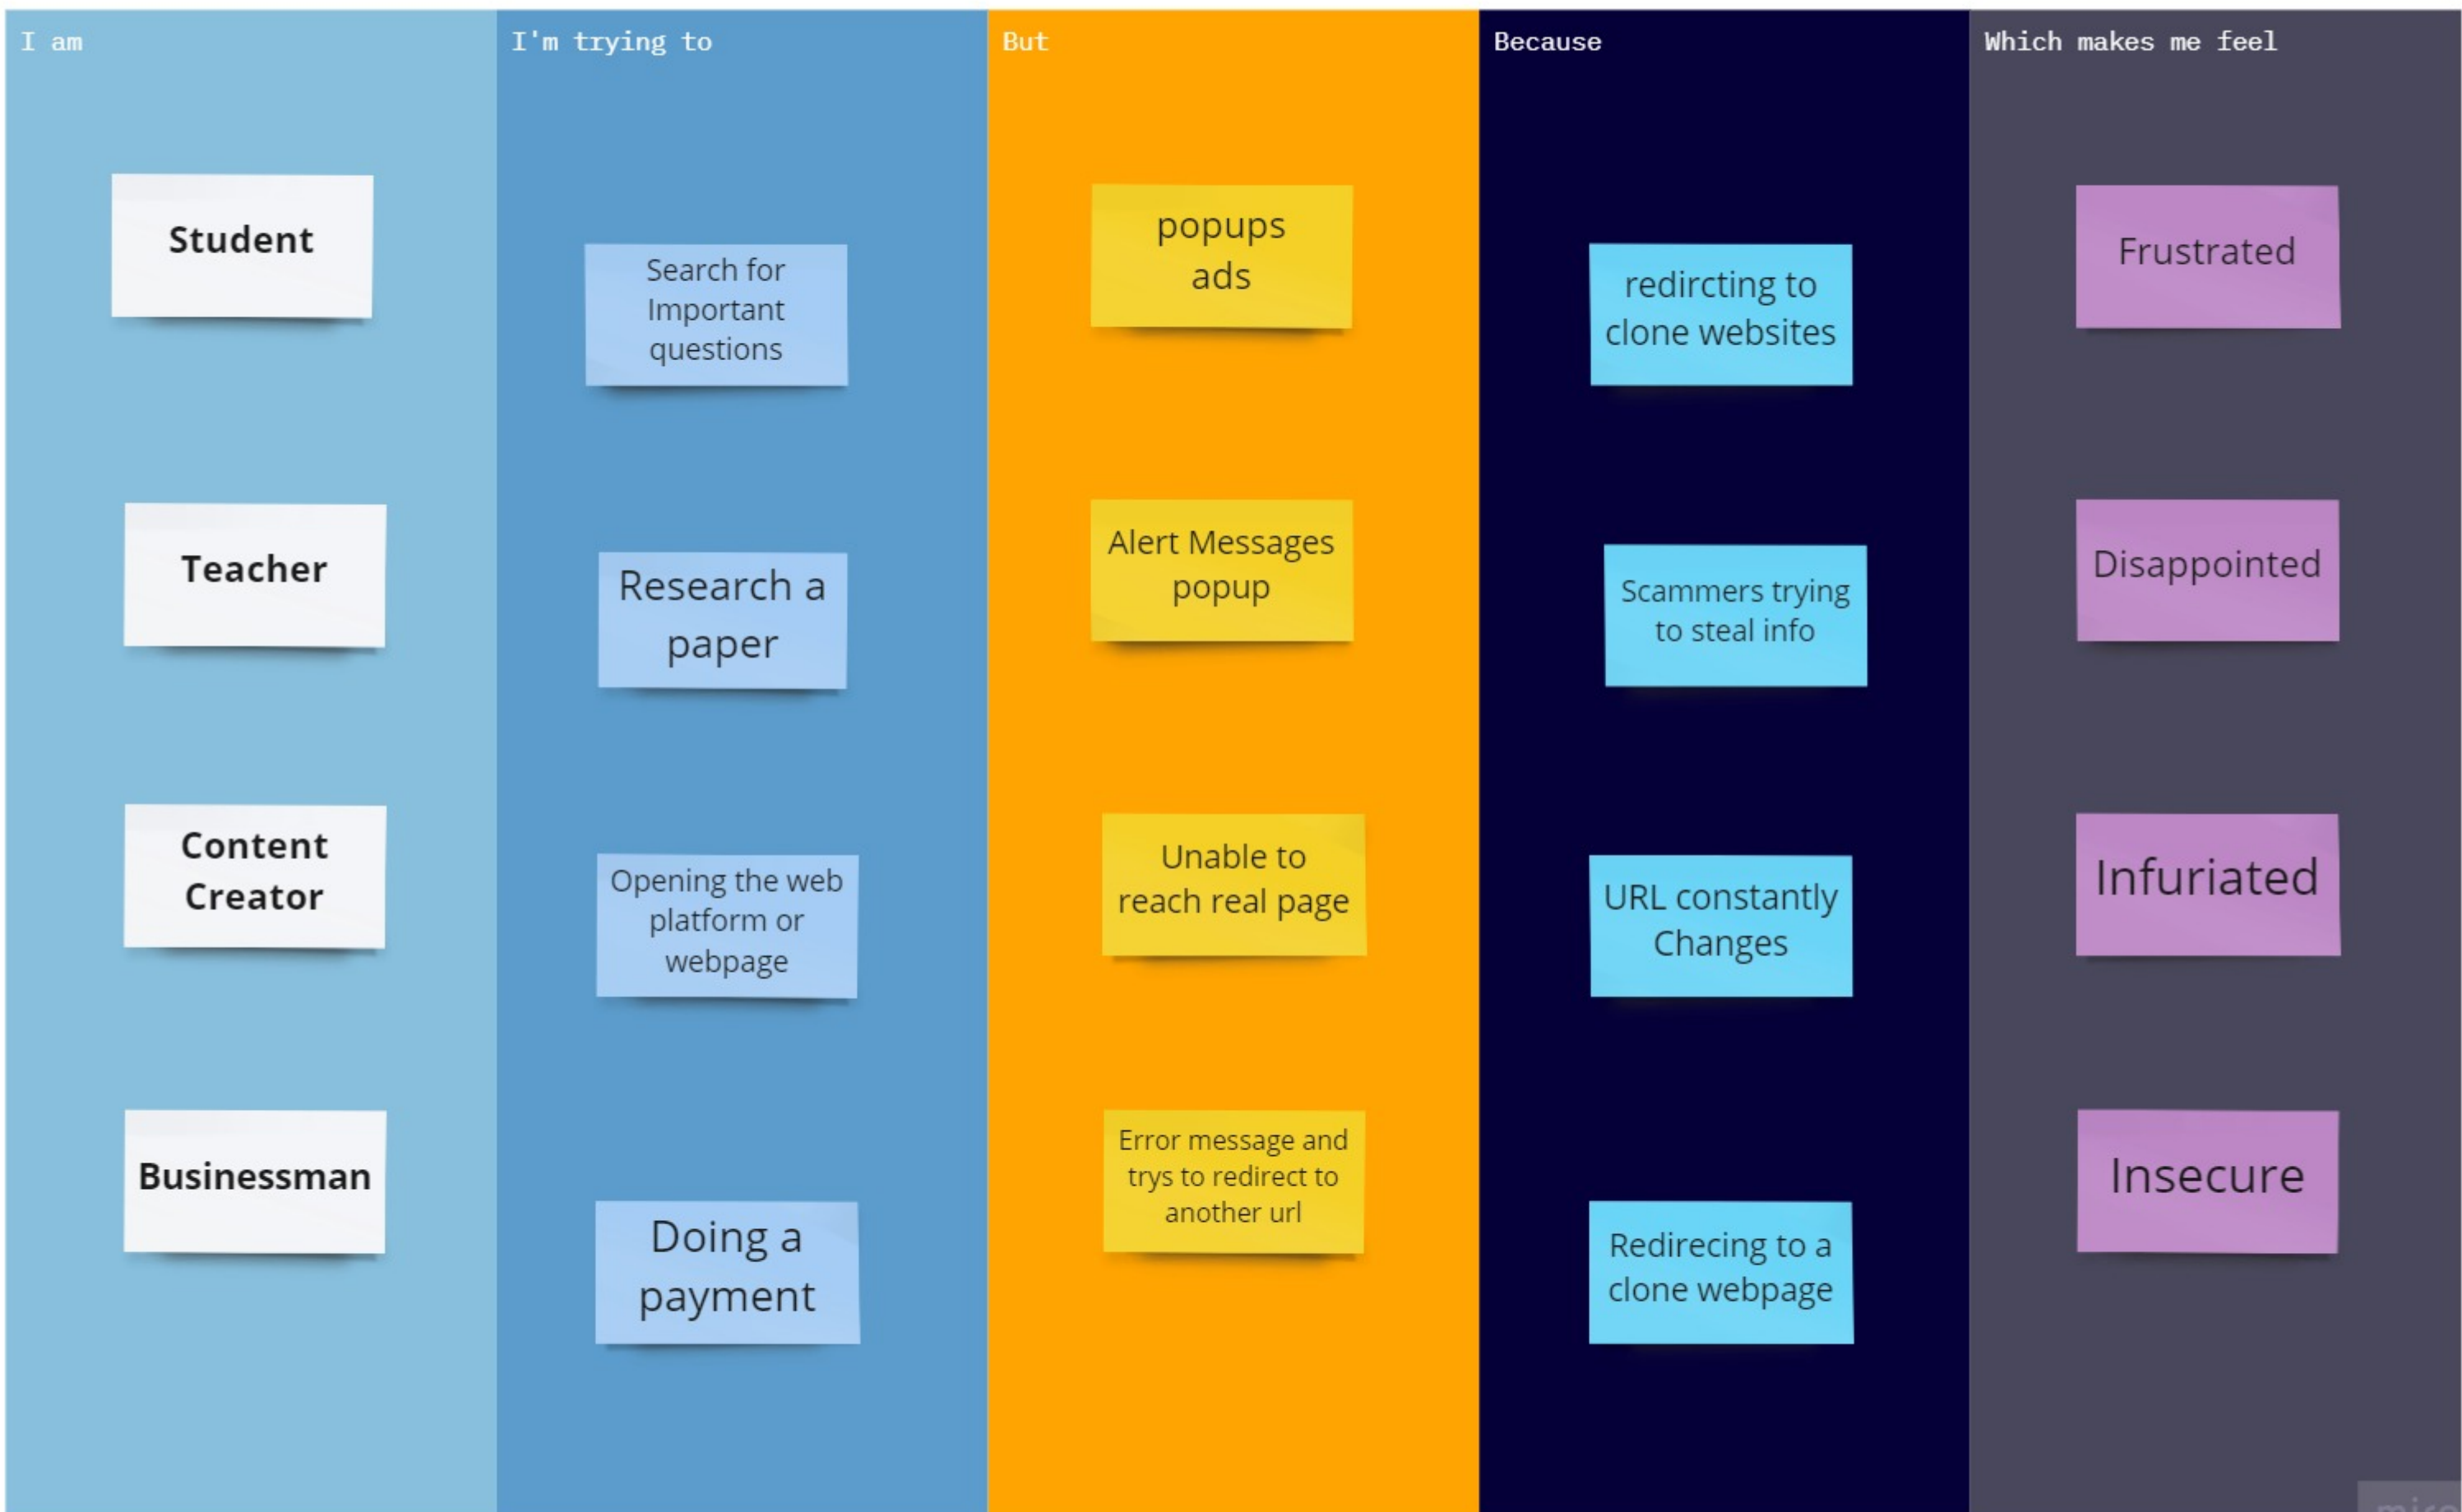 I am
I'm trying to
But
Because
Which makes me feel
Student
Search for
Important
questions
popups
ads
redircting to
clone websites
Frustrated
Teacher
Research a
paper
Alert Messages
popup
Scammers trying
to steal info
Disappointed
Content
Creator
Opening the web
platform or
webpage
Unable to
reach real page
URL constantly
Changes
Infuriated
Businessman
Doing a
payment
Error message and
trys to redirect to
another url
Redirecing to a
clone webpage
Insecure
miro